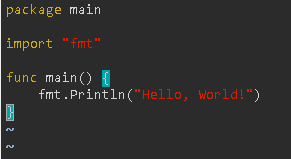 package main

import "fmt"

func main() {
    fmt.Println("Hello, World!")
}
~
~